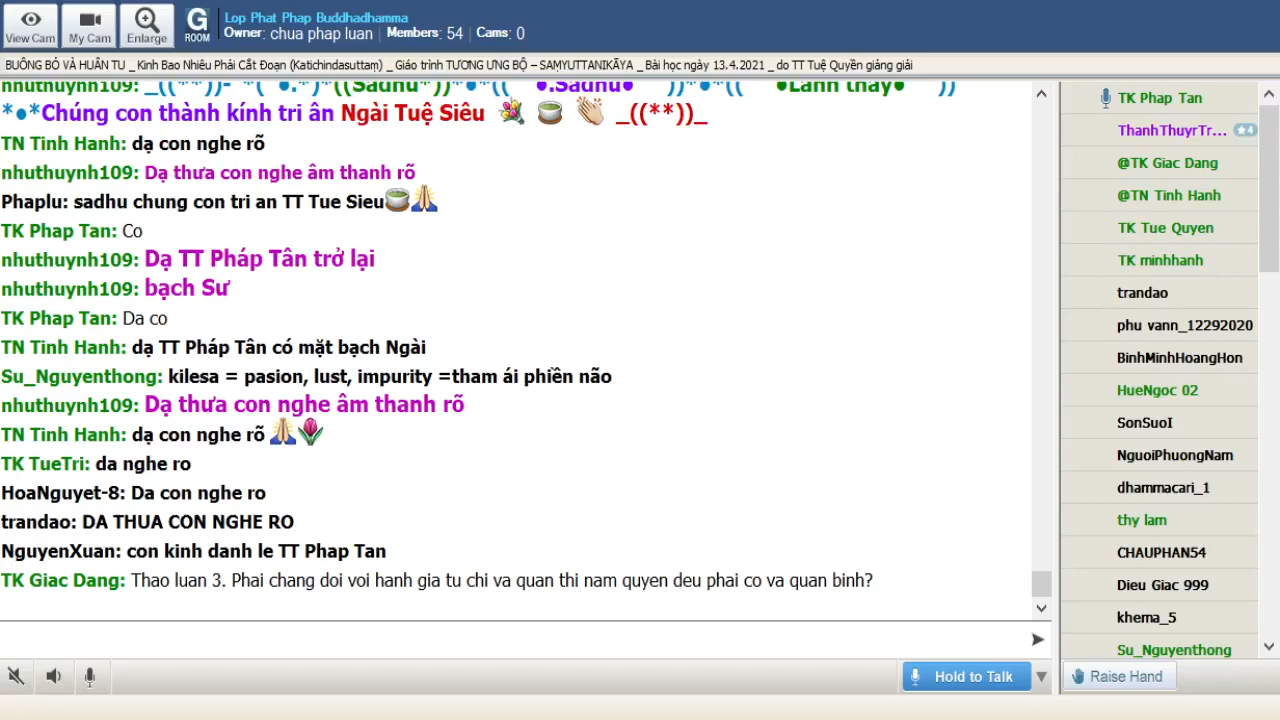 View Cam
My Cam
Enlarge
G
ROOM
Lop Phat Phap Buddhadhamma
Owner: chua phap luan | Members: 54 | Cams: 0
BUÔNG BỎ VÀ HUÂN TU _ Kinh Bao Nhiêu Phải Cắt Đoạn (Katichindasuttaṃ) _ Giáo trình TƯƠNG ƯNG BỘ – SAṂYUTTANIKĀYA _ Bài học ngày 13.4.2021 _ do TT Tuệ Quyền giảng giải
nhuthuynh109: _((**))- *(¨●.*)*((Sadhu*))*●*((¨¨●.Sadhu●¨¨))*●*((¨¨●Lành thay●¨¨))
*●*Chúng con thành kính tri ân Ngài Tuệ Siêu 💐 🍵 👏 _((**))_
TN Tinh Hanh: dạ con nghe rõ
nhuthuynh109: Dạ thưa con nghe âm thanh rõ
Phaplu: sadhu chung con tri an TT Tue Sieu🍵🙏
TK Phap Tan: Co
nhuthuynh109: Dạ TT Pháp Tân trở lại
nhuthuynh109: bạch Sư
TK Phap Tan: Da co
TN Tinh Hanh: dạ TT Pháp Tân có mặt bạch Ngài
Su_Nguyenthong: kilesa = pasion, lust, impurity =tham ái phiền não
nhuthuynh109: Dạ thưa con nghe âm thanh rõ
TN Tinh Hanh: dạ con nghe rõ 🙏🌷
TK TueTri: da nghe ro
HoaNguyet-8: Da con nghe ro
trandao: DA THUA CON NGHE RO
NguyenXuan: con kinh danh le TT Phap Tan
TK Giac Dang: Thao luan 3. Phai chang doi voi hanh gia tu chi va quan thi nam quyen deu phai co va quan binh?
Hold to Talk
TK Phap Tan
ThanhThuyrTr... ★4
@TK Giac Dang
@TN Tinh Hanh
TK Tue Quyen
TK minhhanh
trandao
phu vann_12292020
BinhMinhHoangHon
HueNgoc 02
SonSuoI
NguoiPhuongNam
dhammacari_1
thy lam
CHAUPHAN54
Dieu Giac 999
khema_5
Su_Nguyenthong
Raise Hand